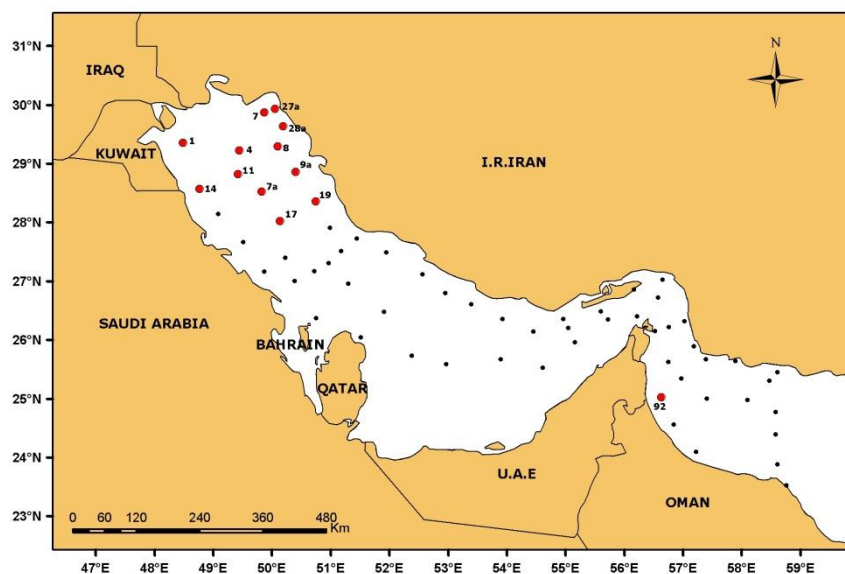 N
31°N
IRAQ
30°N
7
27a
28a
1
4
8
KUWAIT
I.R.IRAN
29°N
11
9a
14
7a
19
28°N
17
27°N
SAUDI ARABIA
26°N
BAHRAIN
QATAR
25°N
92
24°N
U.A.E
OMAN
23°N
0 60 120 240 360 480
Km
47°E 48°E 49°E 50°E 51°E 52°E 53°E 54°E 55°E 56°E 57°E 58°E 59°E